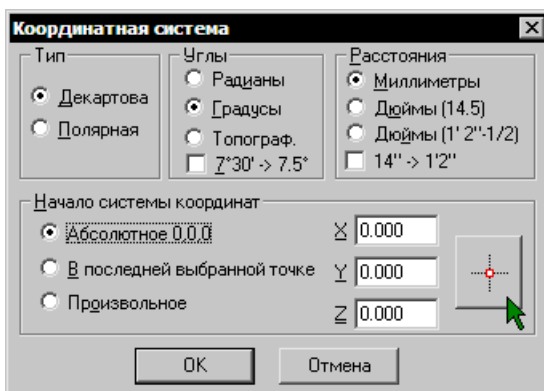 Координатная система
Тип
Декартова
Полярная
Углы
Радианы
Градусы
Топограф.
7°30' -> 7.5°
Расстояния
Миллиметры
Дюймы (14.5)
Дюймы (1' 2"-1/2)
14" -> 1'2"
Начало системы координат
Абсолютное 0,0,0
В последней выбранной точке
Произвольное
X 0.000
Y 0.000
Z 0.000
OK
Отмена